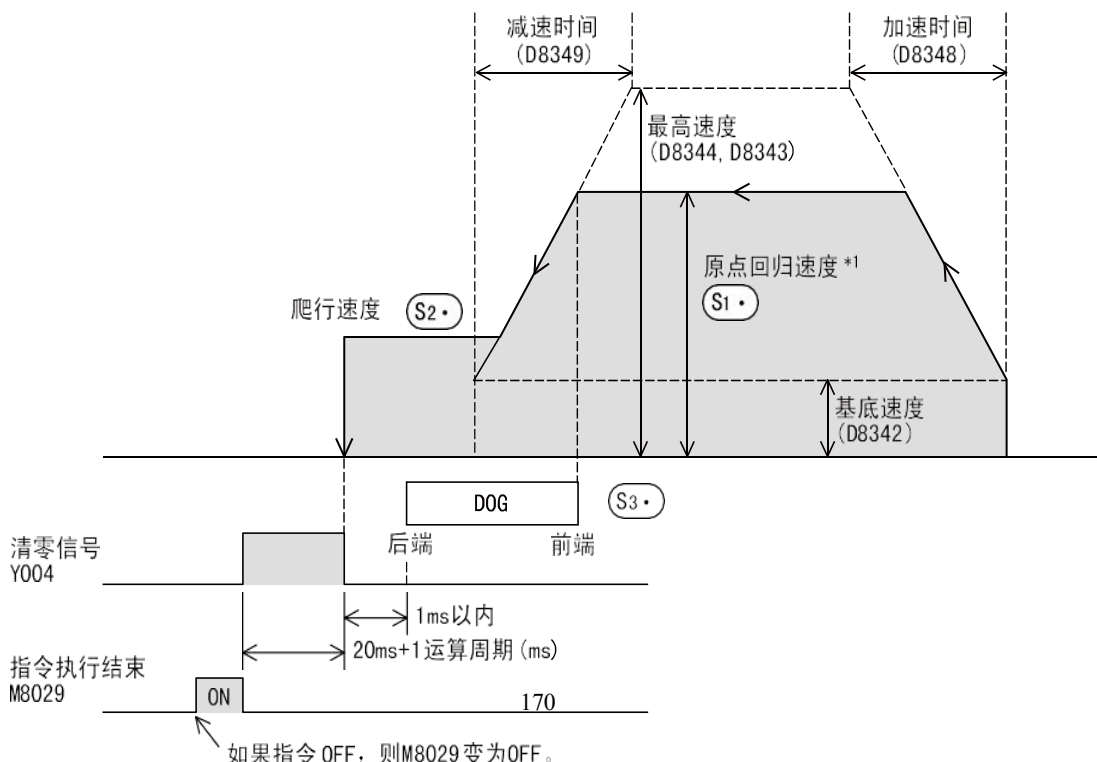 减速时间
(D8349)
加速时间
(D8348)
最高速度
(D8344, D8343)
原点回归速度 *1
S1・
爬行速度 S2・
基底速度
(D8342)
DOG
S3・
后端
前端
清零信号
Y004
1ms以内
20ms+1运算周期(ms)
指令执行结束
M8029
ON
170
如果指令OFF，则M8029变为OFF。